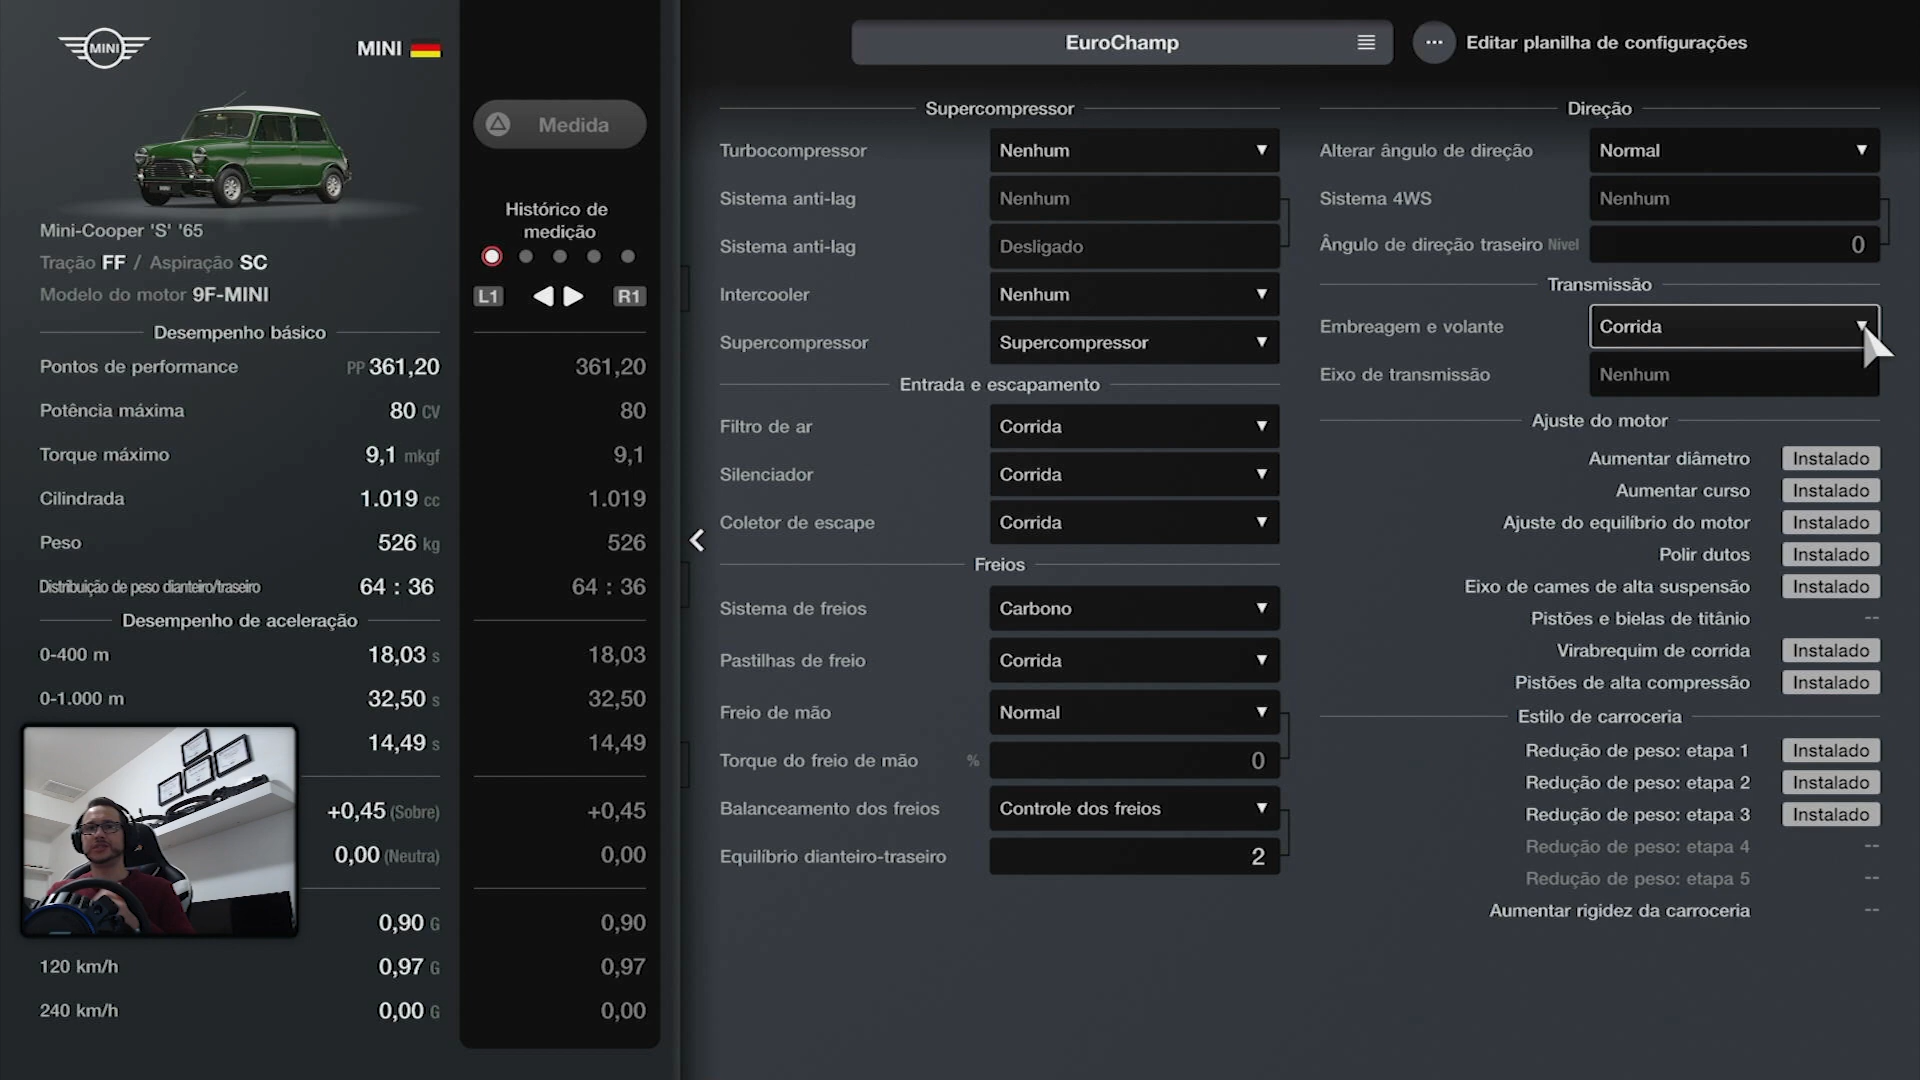 MINI
MINI
Mini-Cooper 'S' '65
Tração FF / Aspiração SC
Modelo do motor 9F-MINI
Desempenho básico
Pontos de performance PP 361,20
Potência máxima 80 CV
Torque máximo 9,1 mkgf
Cilindrada 1.019 cc
Peso 526 kg
Distribuição de peso dianteiro/traseiro 64 : 36
Desempenho de aceleração
0-400 m 18,03 s
0-1.000 m 32,50 s
14,49 s
+0,45 (Sobre)
0,00 (Neutra)
0,90 G
120 km/h 0,97 G
240 km/h 0,00 G
Medida
Histórico de
medição
L1 R1
361,20
80
9,1
1.019
526
64 : 36
18,03
32,50
14,49
+0,45
0,00
0,90
0,97
0,00
EuroChamp
Editar planilha de configurações
Supercompressor
Turbocompressor Nenhum
Sistema anti-lag Nenhum
Sistema anti-lag Desligado
Intercooler Nenhum
Supercompressor Supercompressor
Entrada e escapamento
Filtro de ar Corrida
Silenciador Corrida
Coletor de escape Corrida
Freios
Sistema de freios Carbono
Pastilhas de freio Corrida
Freio de mão Normal
Torque do freio de mão % 0
Balanceamento dos freios Controle dos freios
Equilíbrio dianteiro-traseiro 2
Direção
Alterar ângulo de direção Normal
Sistema 4WS Nenhum
Ângulo de direção traseiro Nível 0
Transmissão
Embreagem e volante Corrida
Eixo de transmissão Nenhum
Ajuste do motor
Aumentar diâmetro Instalado
Aumentar curso Instalado
Ajuste do equilíbrio do motor Instalado
Polir dutos Instalado
Eixo de cames de alta suspensão Instalado
Pistões e bielas de titânio --
Virabrequim de corrida Instalado
Pistões de alta compressão Instalado
Estilo de carroceria
Redução de peso: etapa 1 Instalado
Redução de peso: etapa 2 Instalado
Redução de peso: etapa 3 Instalado
Redução de peso: etapa 4 --
Redução de peso: etapa 5 --
Aumentar rigidez da carroceria --